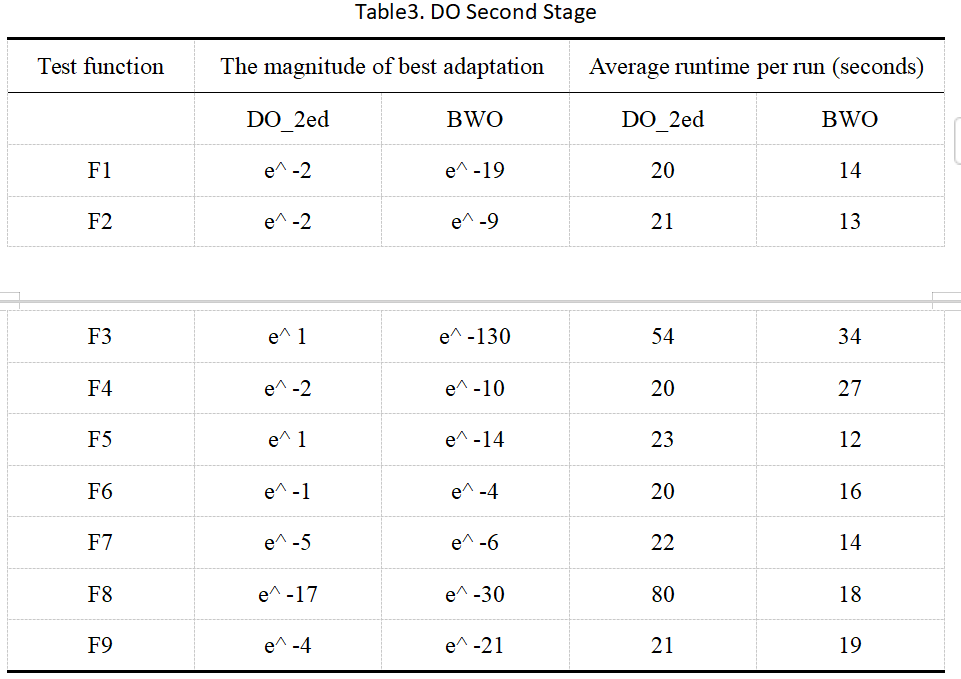 Table3. DO Second Stage
Test function The magnitude of best adaptation Average runtime per run (seconds)
DO_2ed BWO DO_2ed BWO
F1 e^ -2 e^ -19 20 14
F2 e^ -2 e^ -9 21 13
F3 e^ 1 e^ -130 54 34
F4 e^ -2 e^ -10 20 27
F5 e^ 1 e^ -14 23 12
F6 e^ -1 e^ -4 20 16
F7 e^ -5 e^ -6 22 14
F8 e^ -17 e^ -30 80 18
F9 e^ -4 e^ -21 21 19